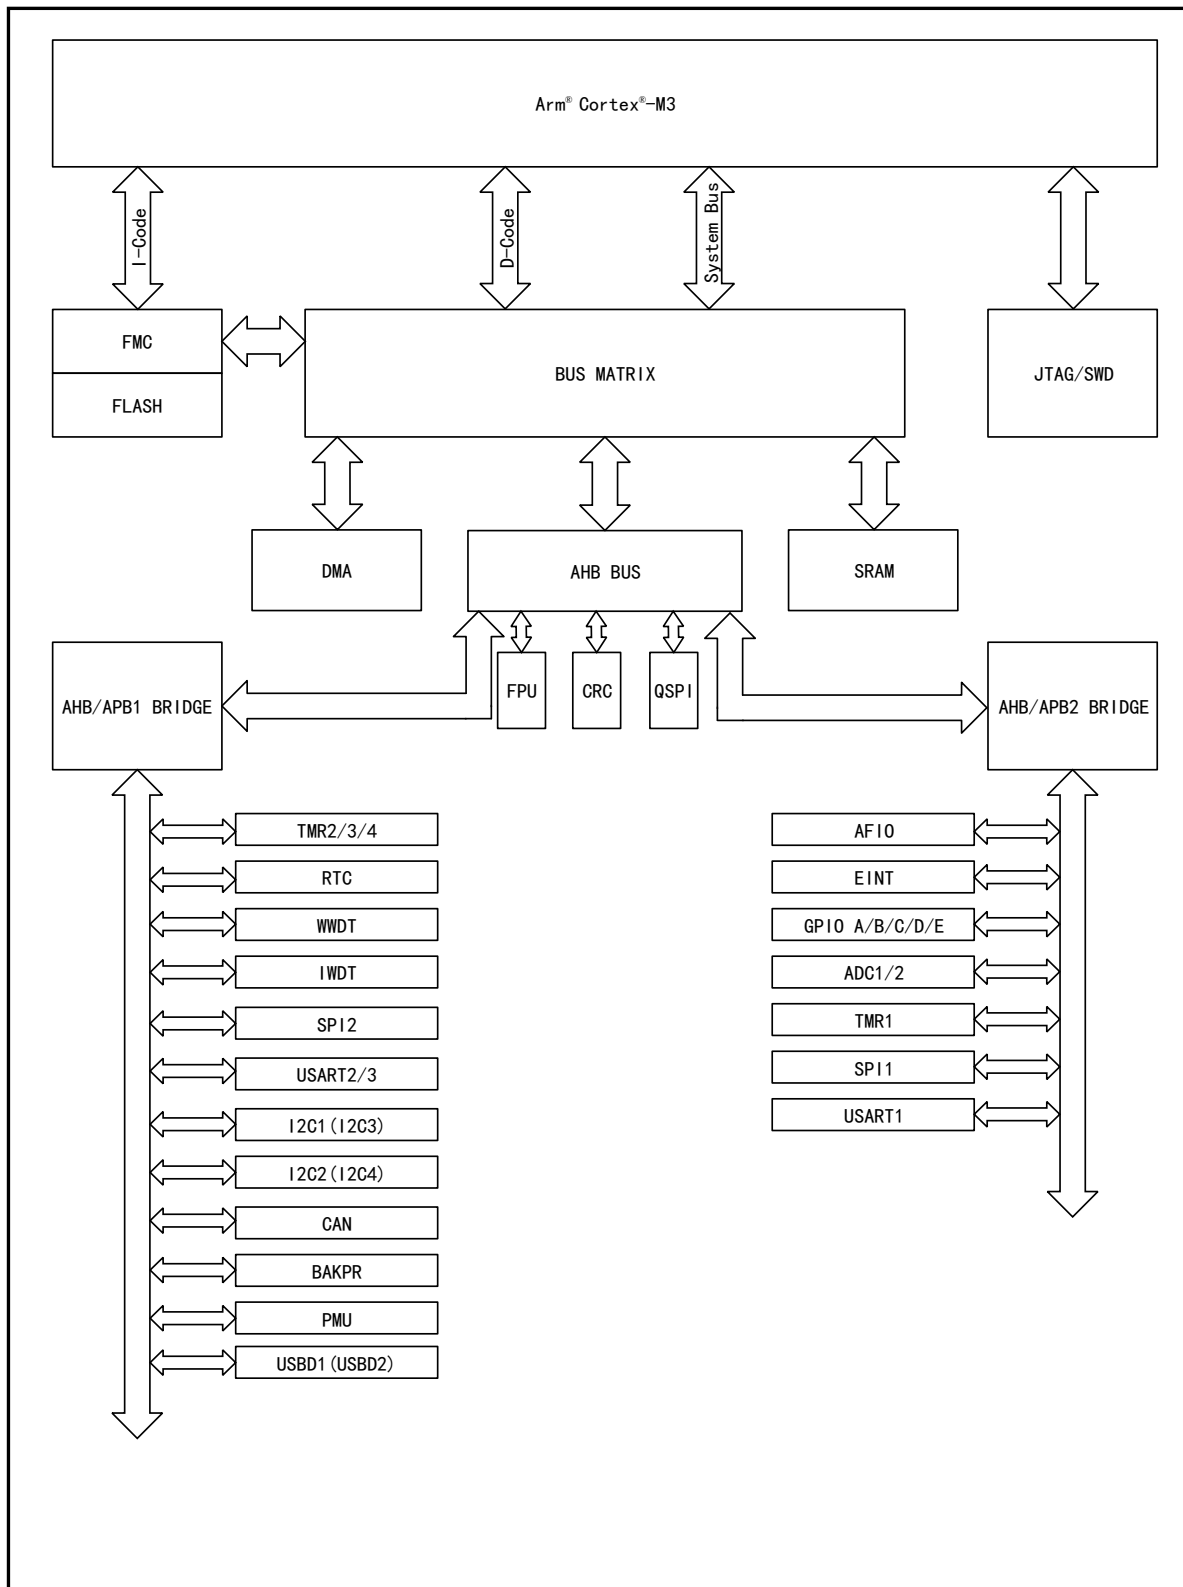 Arm® Cortex®-M3
I-Code
D-Code
System Bus
FMC
FLASH
BUS MATRIX
JTAG/SWD
DMA
AHB BUS
SRAM
AHB/APB1 BRIDGE
FPU
CRC
QSPI
AHB/APB2 BRIDGE
TMR2/3/4
RTC
WWDT
IWDT
SPI2
USART2/3
I2C1(I2C3)
I2C2(I2C4)
CAN
BAKPR
PMU
USBD1(USBD2)
AFIO
EINT
GPIO A/B/C/D/E
ADC1/2
TMR1
SPI1
USART1